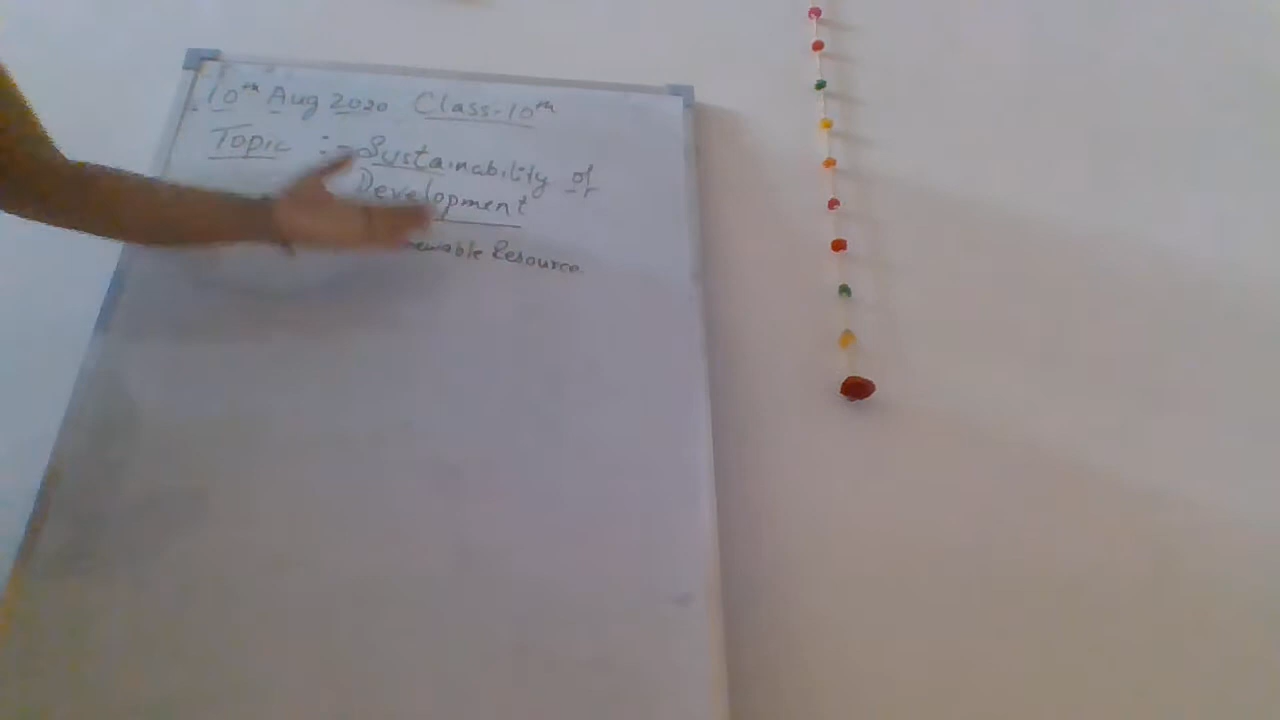 10th Aug 2020 Class-10th
Topic :- Sustainability of
Development
Resource